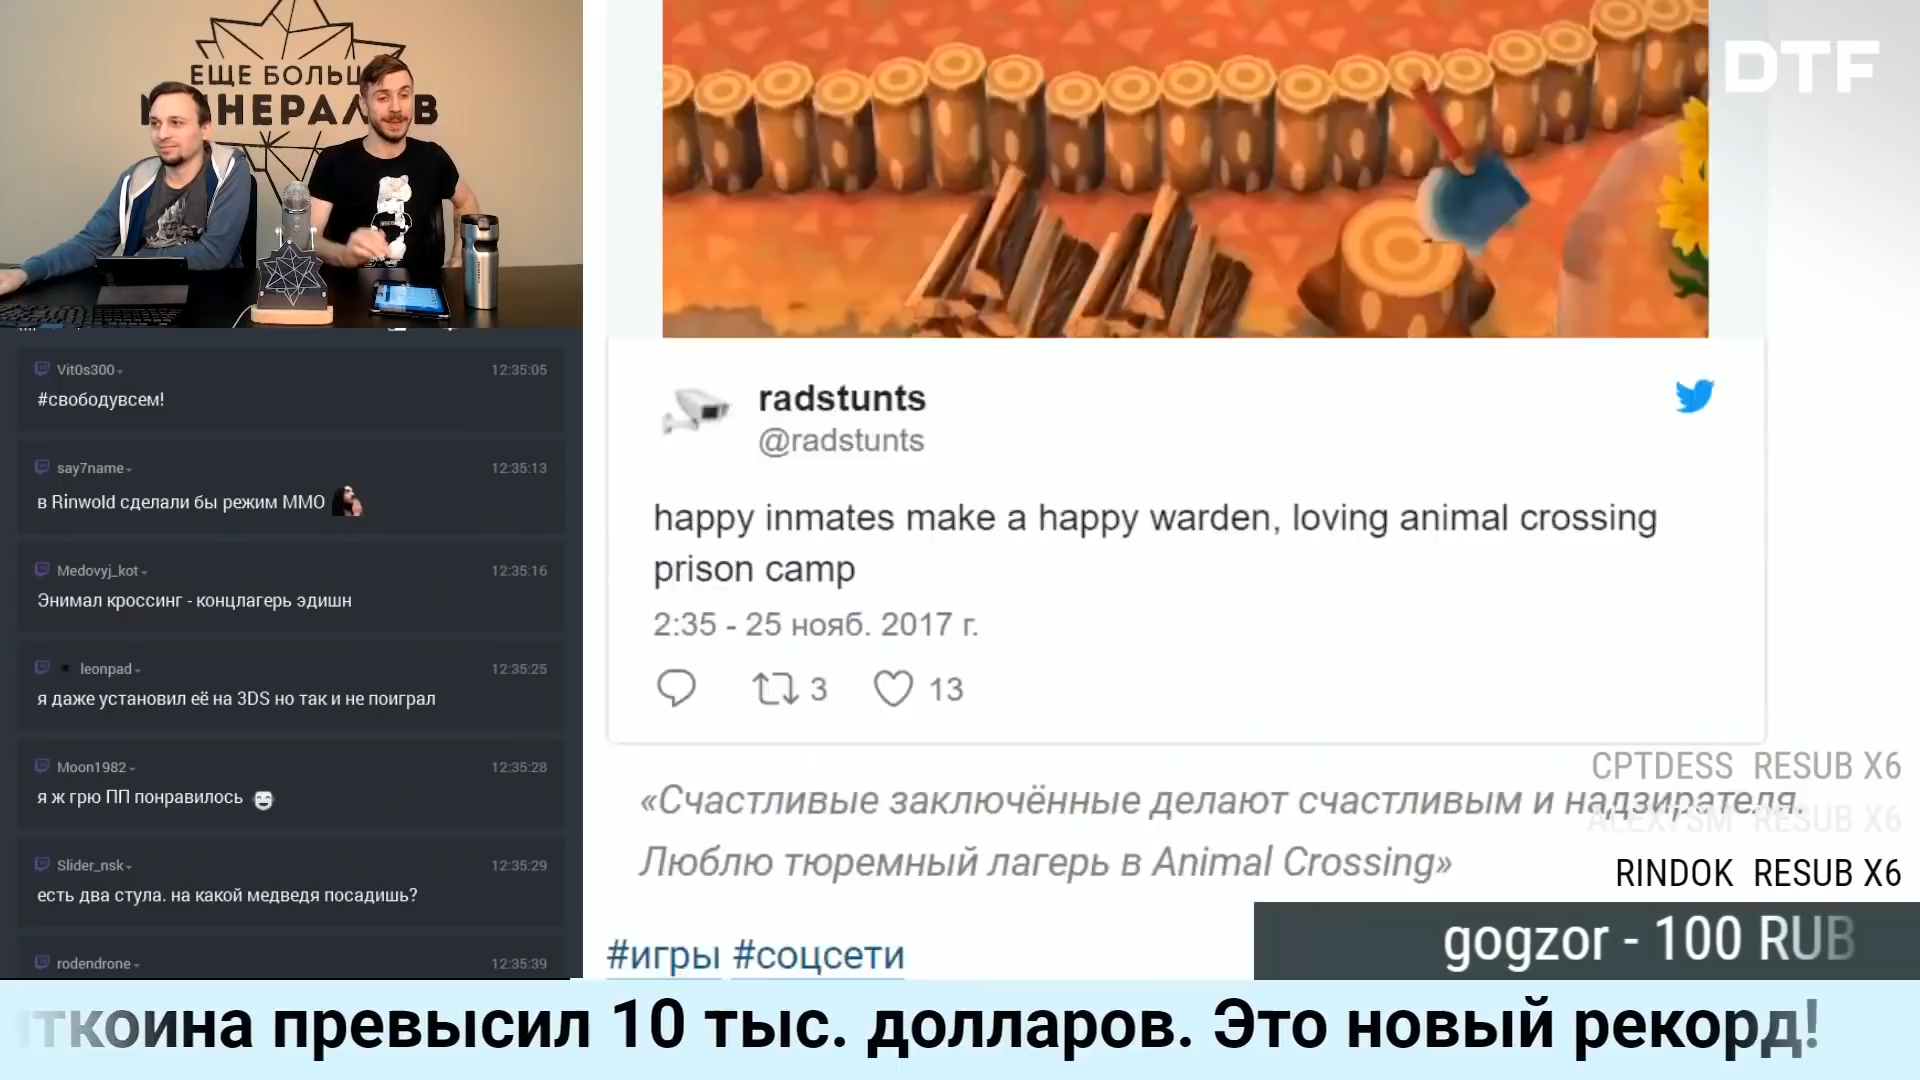 ЕЩЕ БОЛЬШ
DTF
Vit0s300
12:35:05
#свободувсем!
say7name
12:35:13
в Rinwold сделали бы режим ММО
Medovyj_kot
12:35:16
Энимал кроссинг - концлагерь эдишн
leonpad
12:35:25
я даже установил её на 3DS но так и не поиграл
Moon1982
12:35:28
я ж грю ПП понравилось
Slider_nsk
12:35:29
есть два стула. на какой медведя посадишь?
rodendrone
12:35:39
radstunts
@radstunts
happy inmates make a happy warden, loving animal crossing
prison camp
2:35 - 25 нояб. 2017 г.
3 13
«Счастливые заключённые делают счастливым и надзирателя.
Люблю тюремный лагерь в Animal Crossing»
#игры #соцсети
CPTDESS RESUB X6
ALEX7SM RESUB X6
RINDOK RESUB X6
gogzor - 100 RUB
иткоина превысил 10 тыс. долларов. Это новый рекорд!